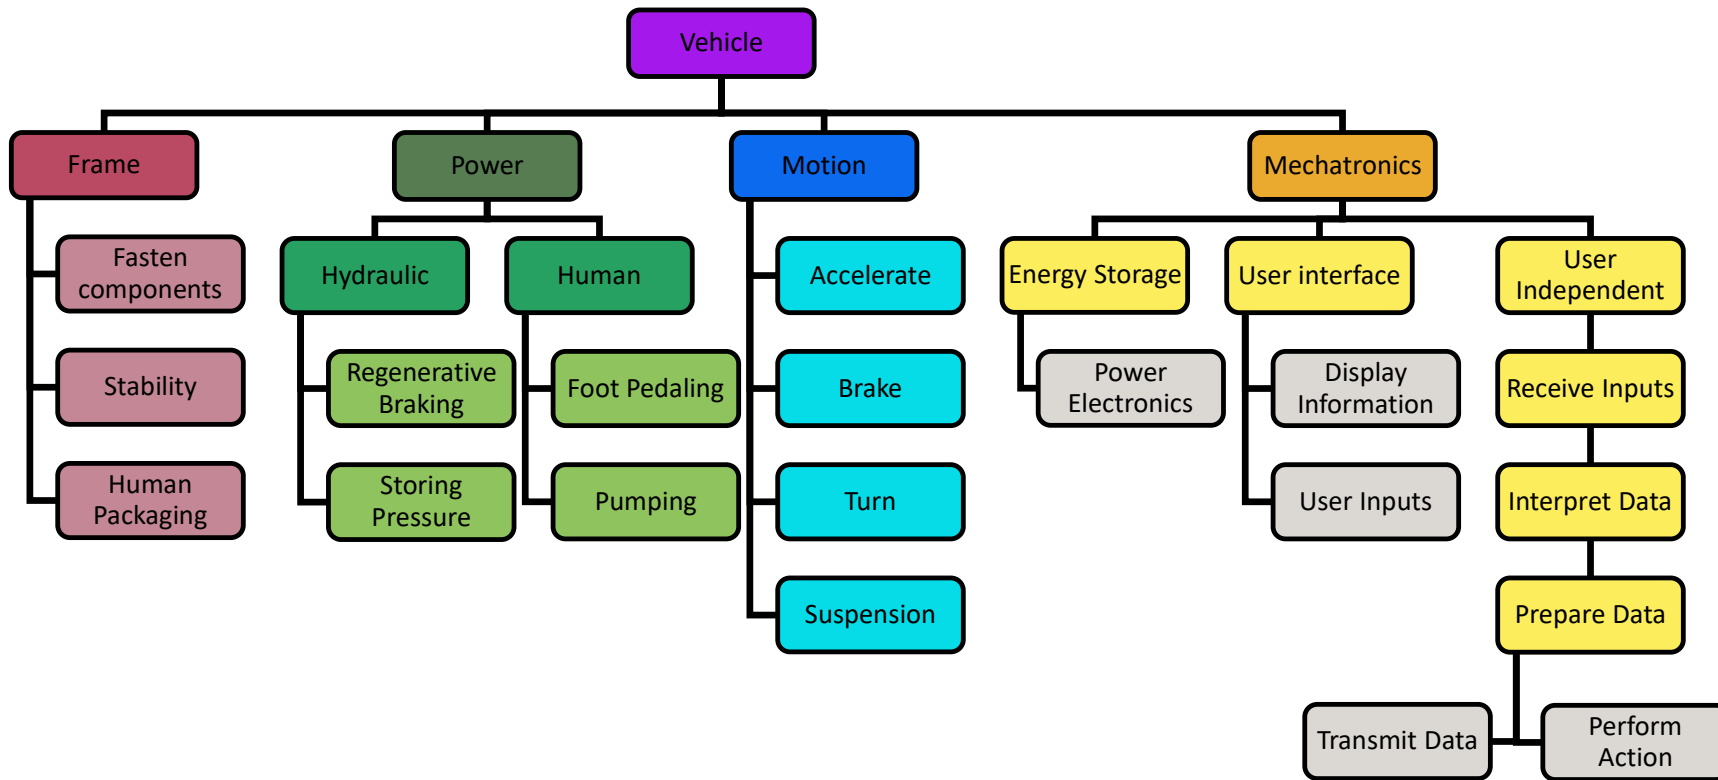 Vehicle
Frame
Power
Motion
Mechatronics
Fasten
components
Stability
Human
Packaging
Hydraulic
Regenerative
Braking
Storing
Pressure
Human
Foot Pedaling
Pumping
Accelerate
Brake
Turn
Suspension
Energy Storage
Power
Electronics
User interface
Display
Information
User Inputs
User
Independent
Receive Inputs
Interpret Data
Prepare Data
Transmit Data
Perform
Action